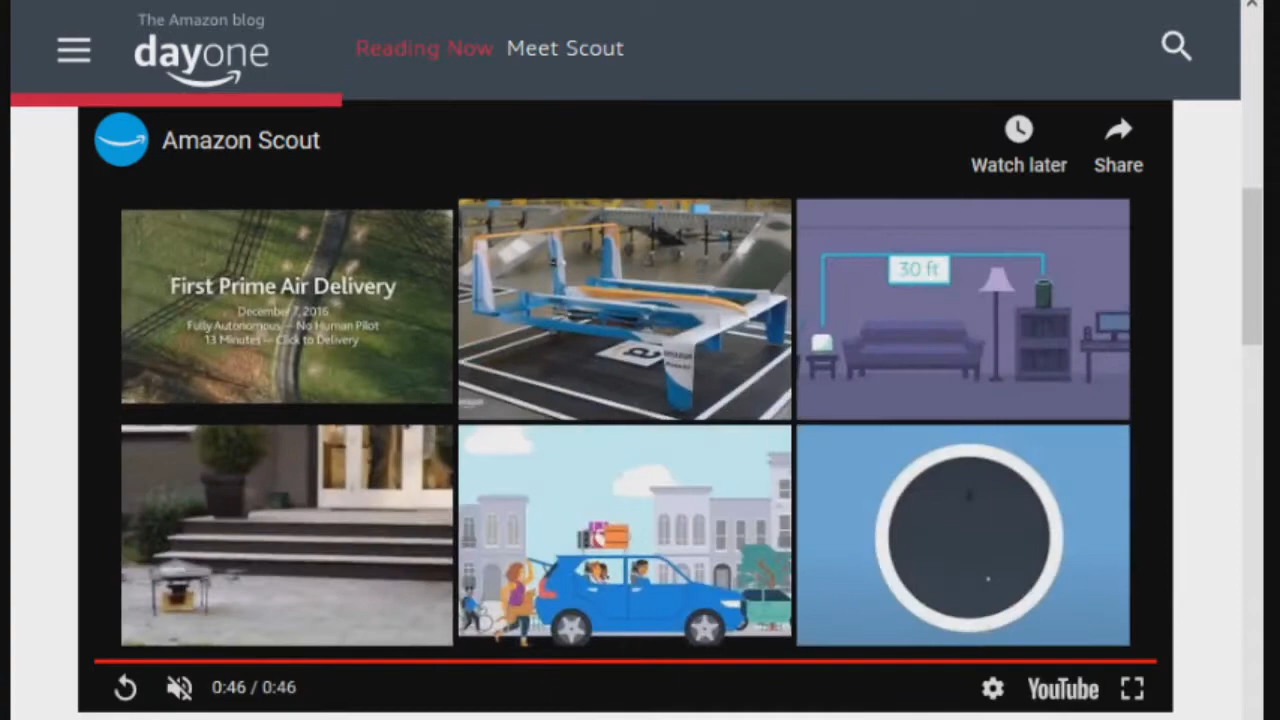 The Amazon blog
dayone
Reading Now Meet Scout
Amazon Scout
Watch later
Share
First Prime Air Delivery
December 7, 2016
Fully Autonomous — No Human Pilot
13 Minutes — Click to Delivery
30 ft
0:46 / 0:46
YouTube